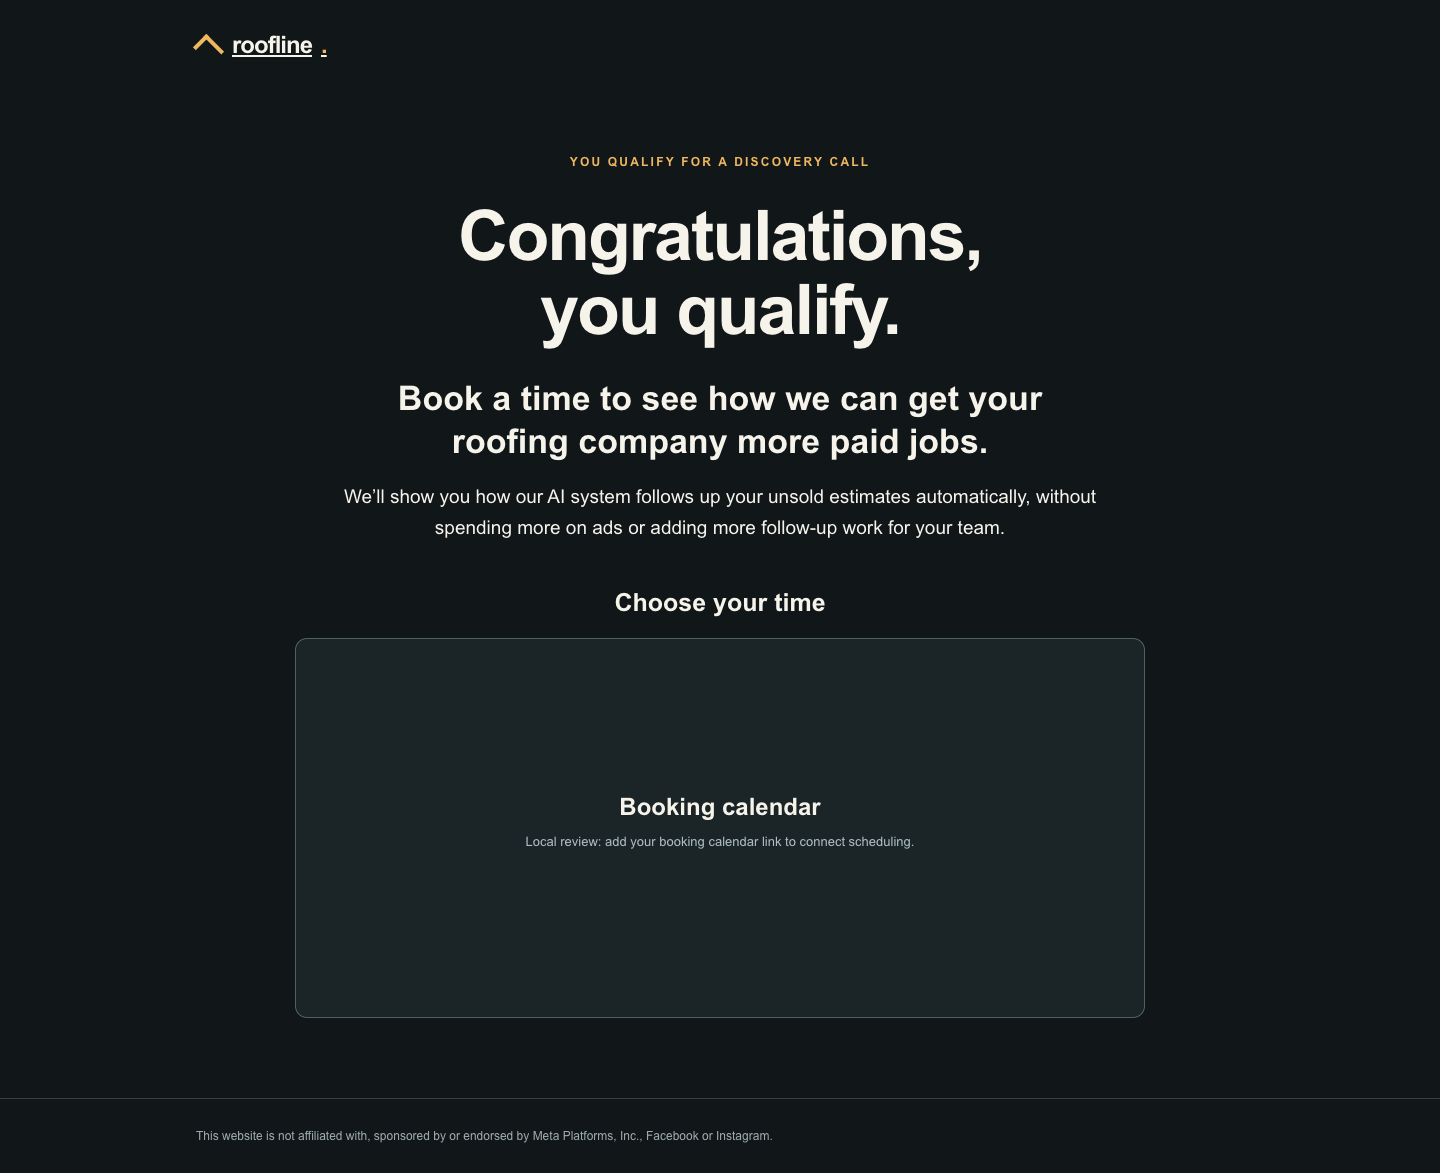 roofline .
YOU QUALIFY FOR A DISCOVERY CALL
Congratulations,
you qualify.
Book a time to see how we can get your
roofing company more paid jobs.
We’ll show you how our AI system follows up your unsold estimates automatically, without
spending more on ads or adding more follow-up work for your team.
Choose your time
Booking calendar
Local review: add your booking calendar link to connect scheduling.
This website is not affiliated with, sponsored by or endorsed by Meta Platforms, Inc., Facebook or Instagram.